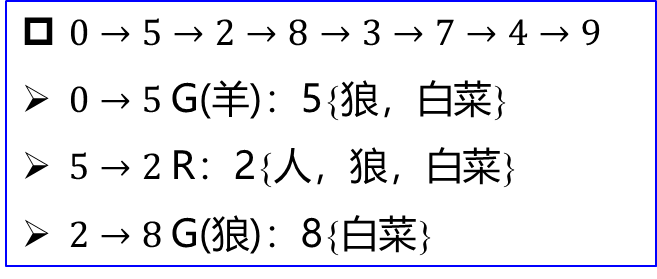 0 → 5 → 2 → 8 → 3 → 7 → 4 → 9
0 → 5 G(羊)：5{狼，白菜}
5 → 2 R：2{人，狼，白菜}
2 → 8 G(狼)：8{白菜}